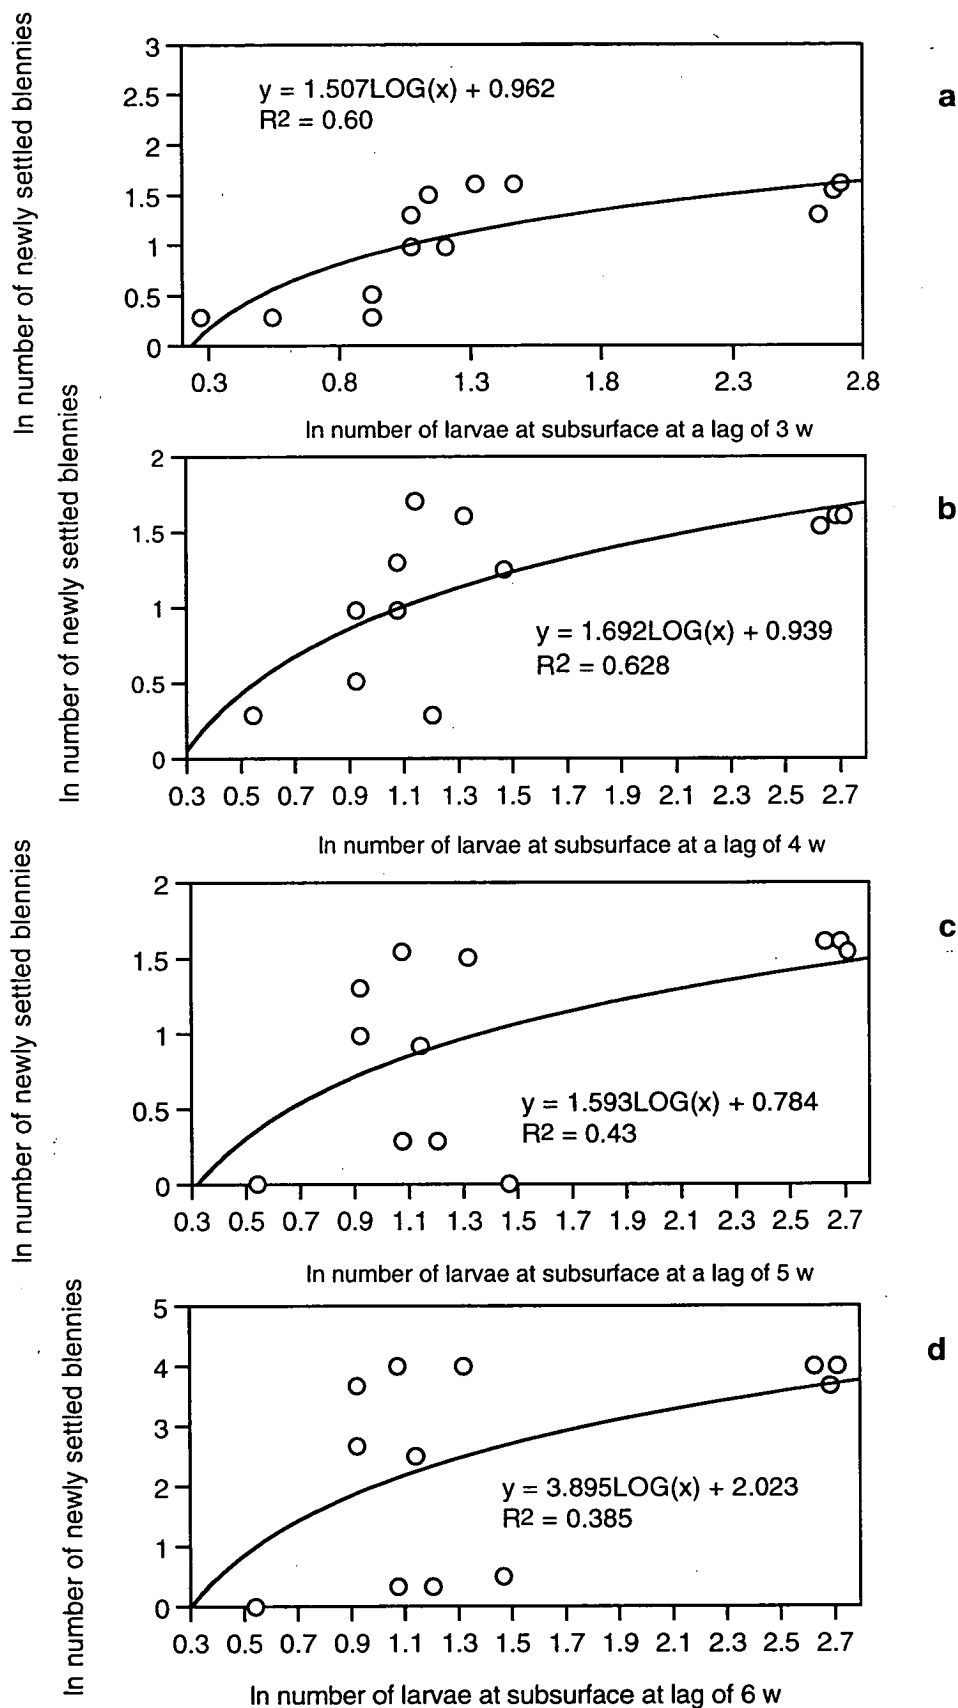 ln number of newly settled blennies
3
2.5
2
1.5
1
0.5
0
y = 1.507LOG(x) + 0.962
R2 = 0.60
a
0.3 0.8 1.3 1.8 2.3 2.8
ln number of larvae at subsurface at a lag of 3 w
ln number of newly settled blennies
2
1.5
1
0.5
0
b
y = 1.692LOG(x) + 0.939
R2 = 0.628
0.3 0.5 0.7 0.9 1.1 1.3 1.5 1.7 1.9 2.1 2.3 2.5 2.7
ln number of larvae at subsurface at a lag of 4 w
ln number of newly settled blennies
2
1.5
1
0.5
0
c
y = 1.593LOG(x) + 0.784
R2 = 0.43
0.3 0.5 0.7 0.9 1.1 1.3 1.5 1.7 1.9 2.1 2.3 2.5 2.7
ln number of larvae at subsurface at a lag of 5 w
ln number of newly settled blennies
5
4
3
2
1
0
d
y = 3.895LOG(x) + 2.023
R2 = 0.385
0.3 0.5 0.7 0.9 1.1 1.3 1.5 1.7 1.9 2.1 2.3 2.5 2.7
ln number of larvae at subsurface at lag of 6 w